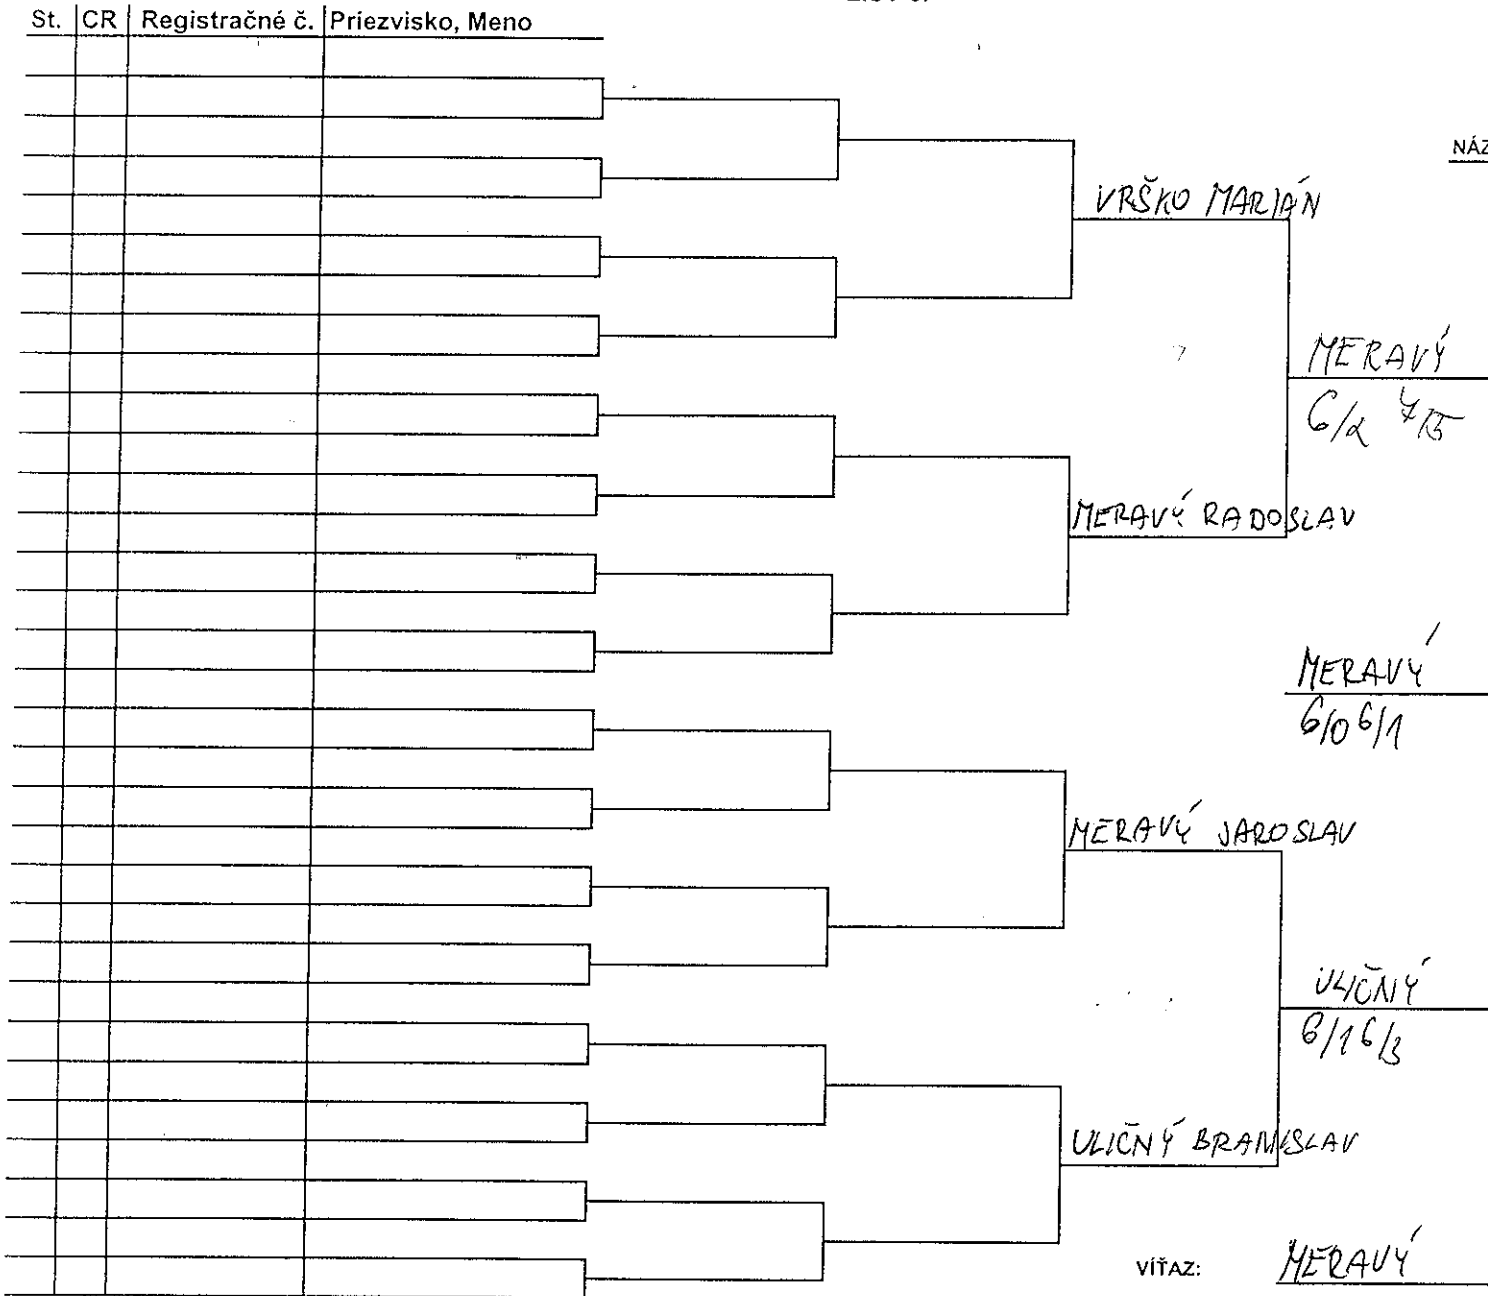 St. CR Registračné č. Priezvisko, Meno
NÁZ
VRŠKO MARIÁN
MERAVÝ
6/2 7/5
MERAVÝ RADOSLAV
MERAVÝ
6/0 6/1
MERAVÝ JAROSLAV
ULIČNÝ
6/1 6/3
ULIČNÝ BRANISLAV
VÍŤAZ: MERAVÝ